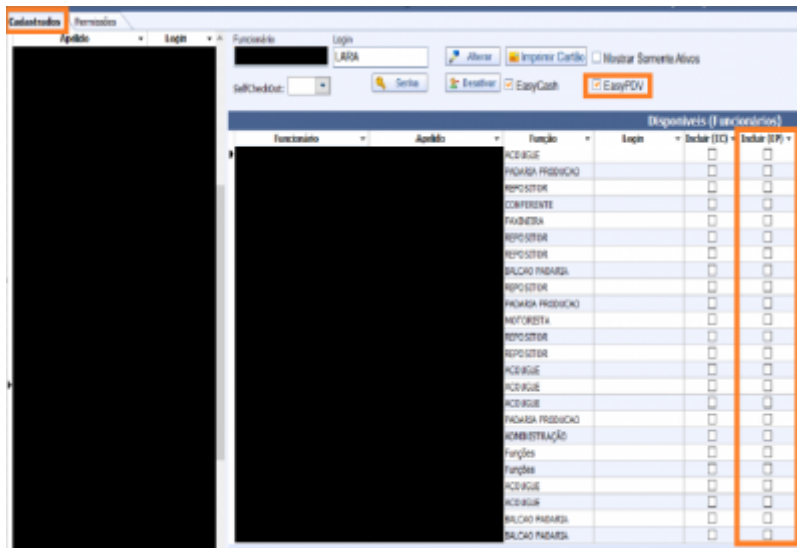 Cadastrados Permissões
Apelido Login
Funcionário Login
LARA Alterar Imprimir Cartão Mostrar Somente Ativos
SelfCheckOut: Senha Desativar EasyCash EasyPDV
Disponíveis (Funcionários)
Funcionário Apelido Função Login Incluir (EC) Incluir (EP)
ACOUGUE
PADARIA PRODUCAO
REPOSITOR
CONFERENTE
FAXINEIRA
REPOSITOR
REPOSITOR
BALCAO PADARIA
REPOSITOR
PADARIA PRODUCAO
MOTORISTA
REPOSITOR
REPOSITOR
ACOUGUE
ACOUGUE
ACOUGUE
PADARIA PRODUCAO
ADMINISTRAÇÃO
Funções
Funções
ACOUGUE
ACOUGUE
BALCAO PADARIA
BALCAO PADARIA